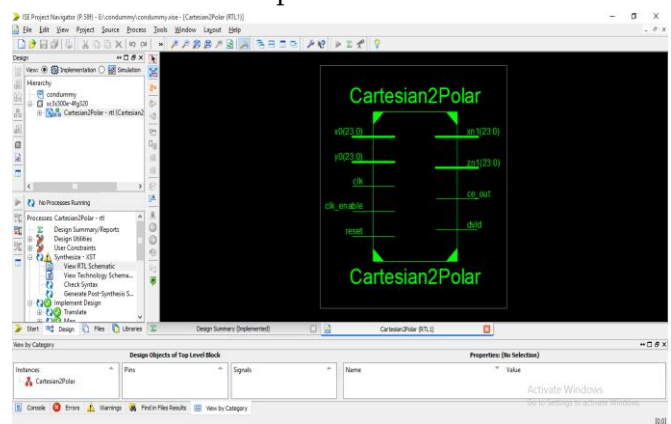 ISE Project Navigator (P.58f) - E:\condummy\condummy.xise - [Cartesian2Polar (RTL1)]
File Edit View Project Source Process Tools Window Layout Help
Design
View: Implementation Simulation
Hierarchy
condummy
xc3s500e-4fg320
Cartesian2Polar - rtl (Cartesian2
No Processes Running
Processes: Cartesian2Polar - rtl
Design Summary/Reports
Design Utilities
User Constraints
Synthesize - XST
View RTL Schematic
View Technology Schema...
Check Syntax
Generate Post-Synthesis S...
Implement Design
Translate
Map
Start Design Files Libraries
Cartesian2Polar
x0(23:0) xn1(23:0)
y0(23:0) zn1(23:0)
clk ce_out
clk_enable
reset dvld
Cartesian2Polar
Design Summary (Implemented) Cartesian2Polar (RTL1)
View by Category
Design Objects of Top Level Block Properties: (No Selection)
Instances Pins Signals Name Value
Cartesian2Polar
Activate Windows
Go to Settings to activate Windows.
Console Errors Warnings Find in Files Results View by Category
[0,0]